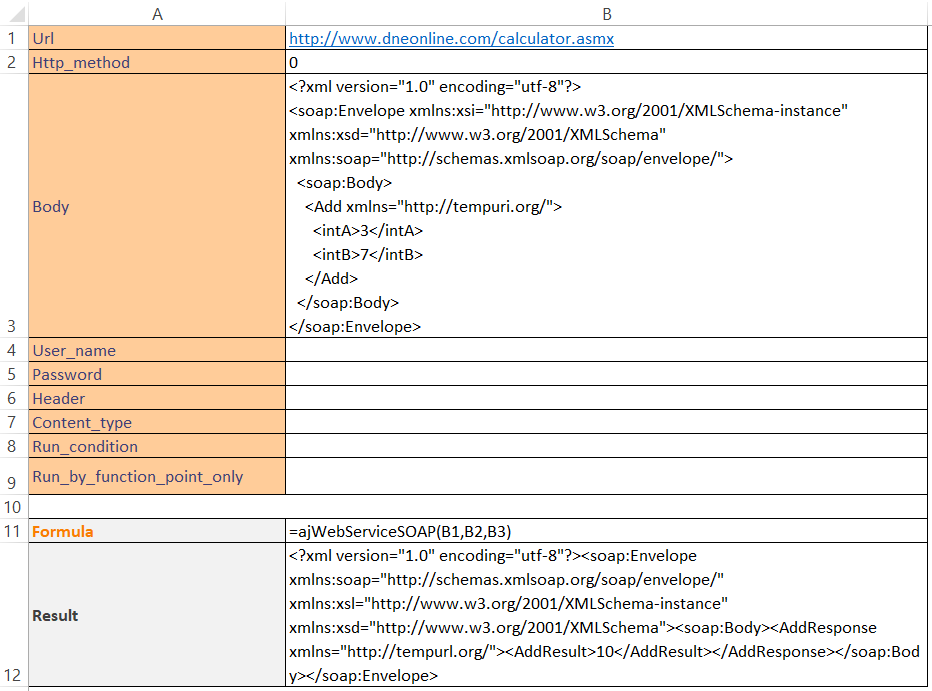 A B
1 Url http://www.dneonline.com/calculator.asmx
2 Http_method 0
<?xml version="1.0" encoding="utf-8"?>
<soap:Envelope xmlns:xsi="http://www.w3.org/2001/XMLSchema-instance"
xmlns:xsd="http://www.w3.org/2001/XMLSchema"
xmlns:soap="http://schemas.xmlsoap.org/soap/envelope/">
<soap:Body>
Body <Add xmlns="http://tempuri.org/">
<intA>3</intA>
<intB>7</intB>
</Add>
</soap:Body>
3 </soap:Envelope>
4 User_name
5 Password
6 Header
7 Content_type
8 Run_condition
9 Run_by_function_point_only
10
11 Formula =ajWebServiceSOAP(B1,B2,B3)
<?xml version="1.0" encoding="utf-8"?><soap:Envelope
xmlns:soap="http://schemas.xmlsoap.org/soap/envelope/"
Result xmlns:xsl="http://www.w3.org/2001/XMLSchema-instance"
xmlns:xsd="http://www.w3.org/2001/XMLSchema"><soap:Body><AddResponse
xmlns="http://tempurl.org/"><AddResult>10</AddResult></AddResponse></soap:Bod
12 y></soap:Envelope>